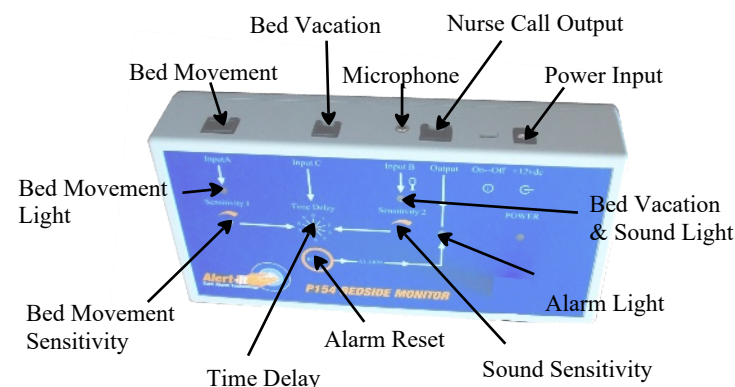 Bed Vacation
Nurse Call Output
Bed Movement
Microphone
Power Input
Input A
Input C
Input B
Output
On--Off
+12vdc
Bed Movement
Light
Sensitivity 1
Time Delay
Sensitivity 2
POWER
Bed Vacation
& Sound Light
ALARM
Alert-it
P154 BEDSIDE MONITOR
Alarm Light
Bed Movement
Sensitivity
Alarm Reset
Sound Sensitivity
Time Delay